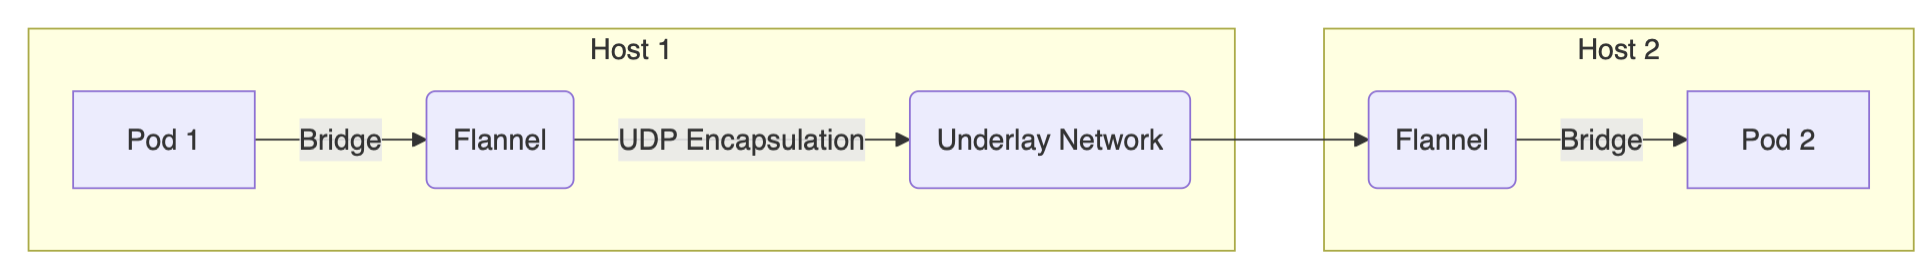 Host 1
Pod 1
Bridge
Flannel
UDP Encapsulation
Underlay Network
Host 2
Flannel
Bridge
Pod 2